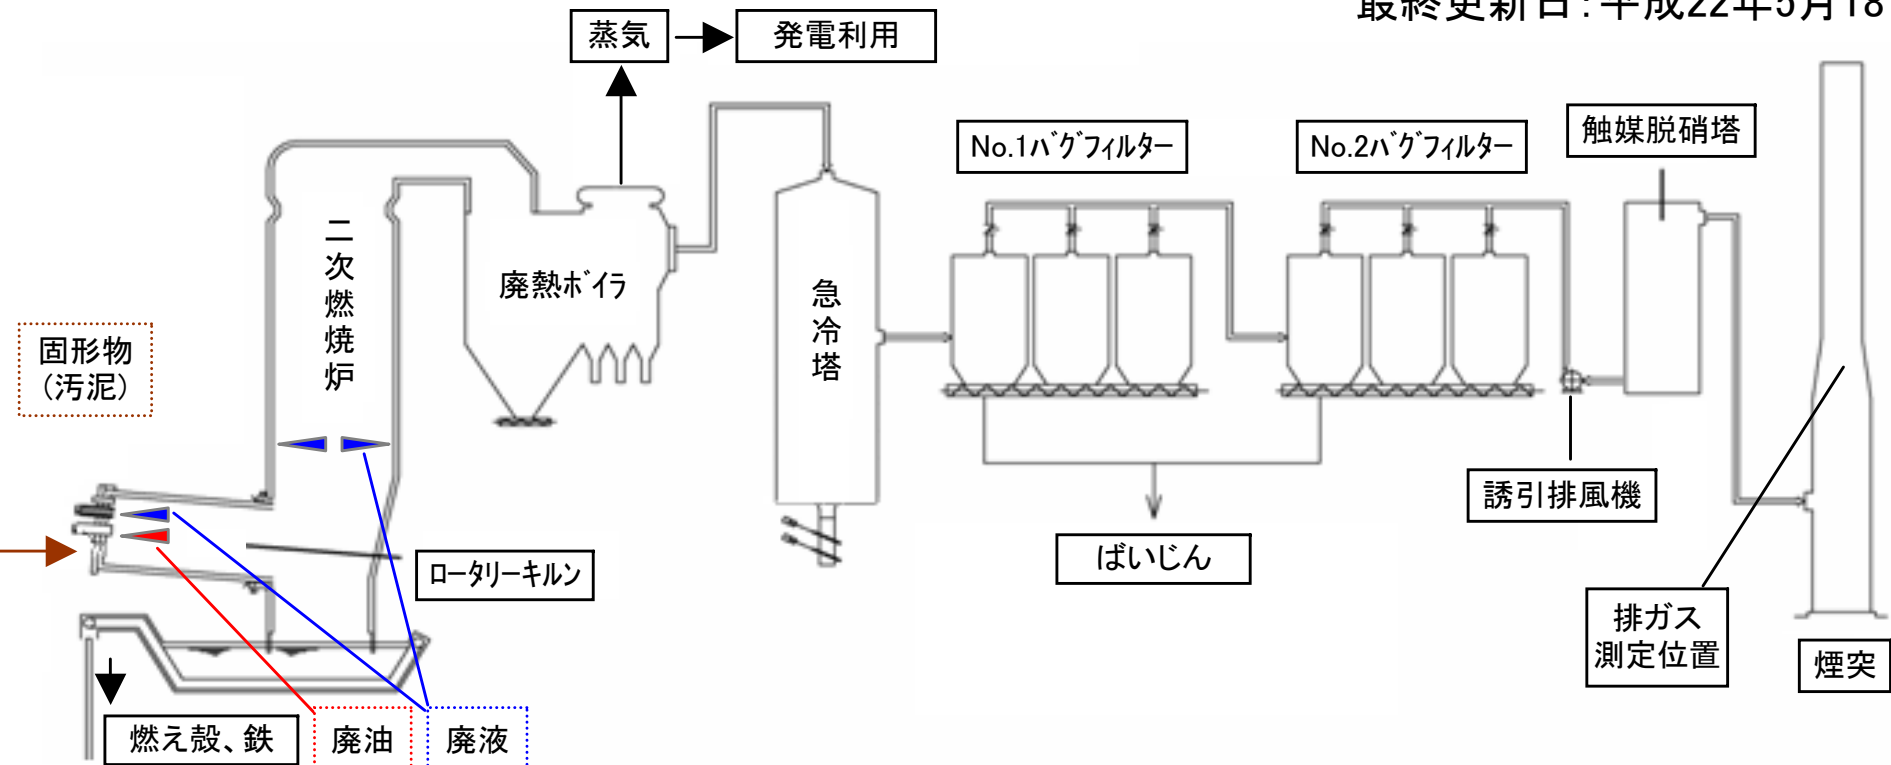 最終更新日:平成22年5月18
蒸気
発電利用
No.1ﾊﾞｸﾞﾌｨﾙﾀｰ
No.2ﾊﾞｸﾞﾌｨﾙﾀｰ
触媒脱硝塔
二次燃焼炉
廃熱ﾎﾞｲﾗ
急冷塔
固形物
(汚泥)
誘引排風機
ばいじん
ﾛｰﾀﾘｰｷﾙﾝ
排ガス
測定位置
煙突
燃え殻、鉄
廃油
廃液